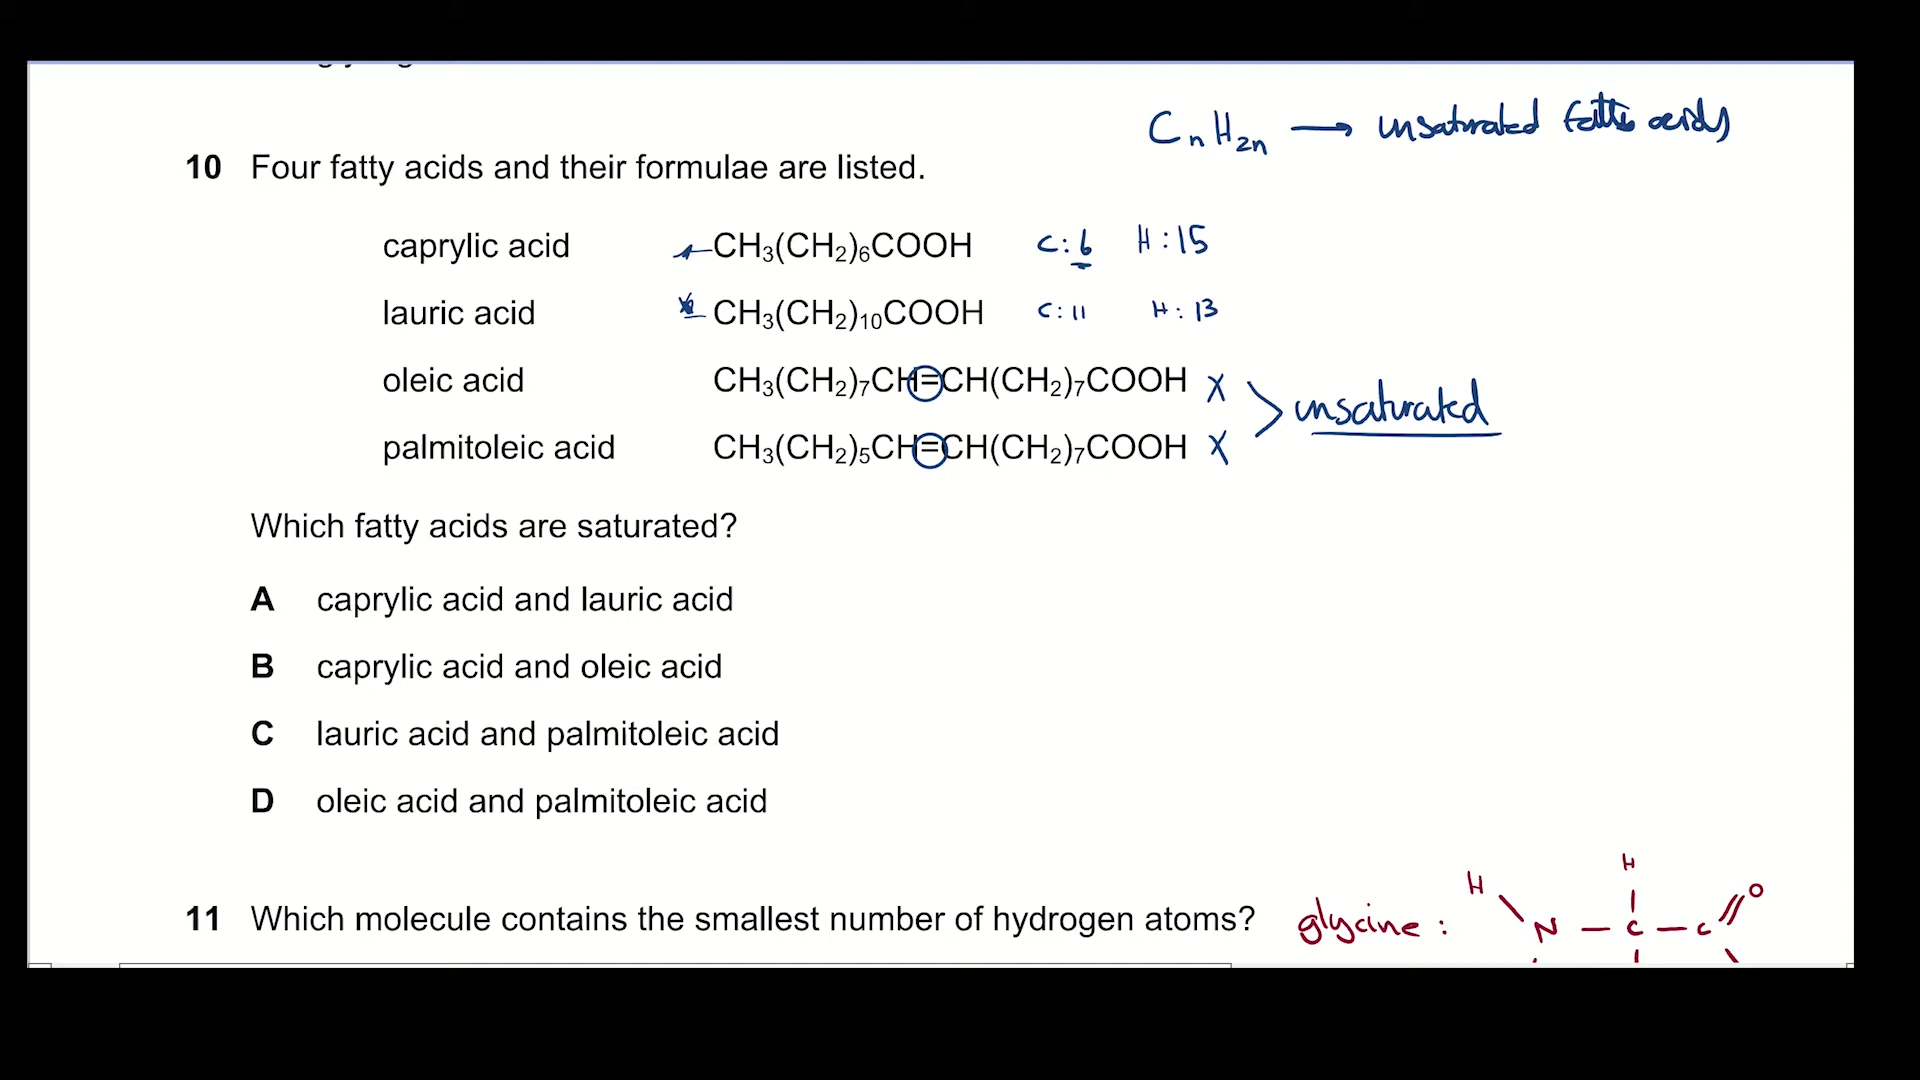 CₙH₂ₙ → unsaturated fatty acids
10 Four fatty acids and their formulae are listed.
caprylic acid CH₃(CH₂)₆COOH C:6 H:15
lauric acid CH₃(CH₂)₁₀COOH C:11 H:13
oleic acid CH₃(CH₂)₇CH=CH(CH₂)₇COOH X
unsaturated
palmitoleic acid CH₃(CH₂)₅CH=CH(CH₂)₇COOH X
Which fatty acids are saturated?
A caprylic acid and lauric acid
B caprylic acid and oleic acid
C lauric acid and palmitoleic acid
D oleic acid and palmitoleic acid
H
H O
11 Which molecule contains the smallest number of hydrogen atoms? glycine: N – C – C